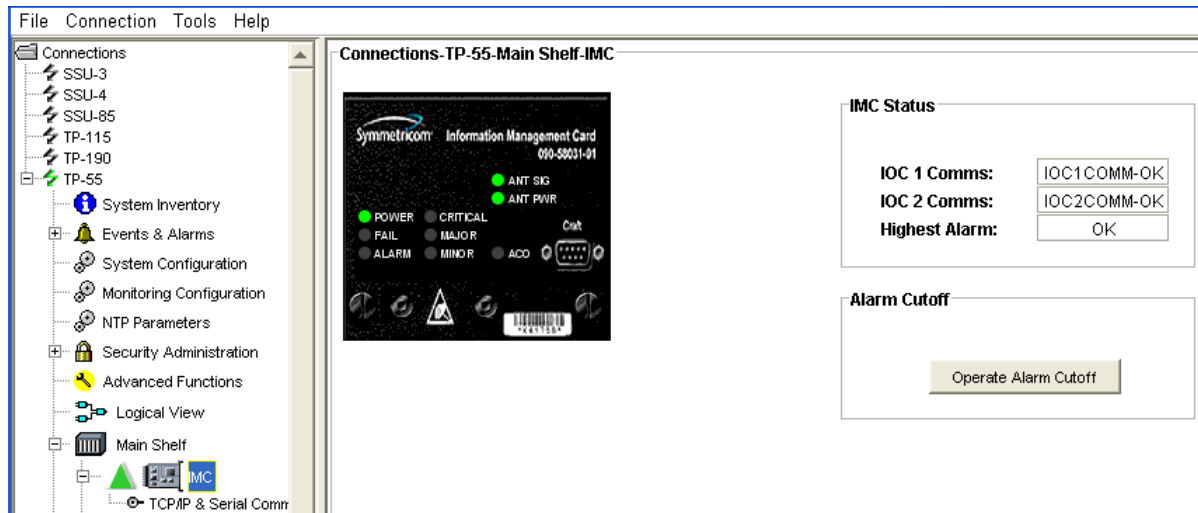 File Connection Tools Help
Connections
SSU-3
SSU-4
SSU-85
TP-115
TP-190
TP-55
System Inventory
Events & Alarms
System Configuration
Monitoring Configuration
NTP Parameters
Security Administration
Advanced Functions
Logical View
Main Shelf
IMC
TCP/IP & Serial Comm
Connections-TP-55-Main Shelf-IMC
Symmetricom Information Management Card
090-58031-01
ANT SIG
ANT PWR
POWER CRITICAL
FAIL MAJOR
Craft
ALARM MINOR ACO
IMC Status
IOC 1 Comms: IOC1COMM-OK
IOC 2 Comms: IOC2COMM-OK
Highest Alarm: OK
Alarm Cutoff
Operate Alarm Cutoff